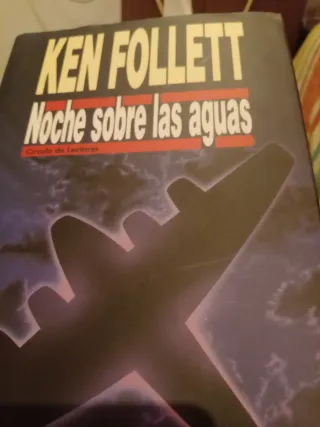 KEN FOLLETT
Noche sobre las aguas
Círculo de Lectores